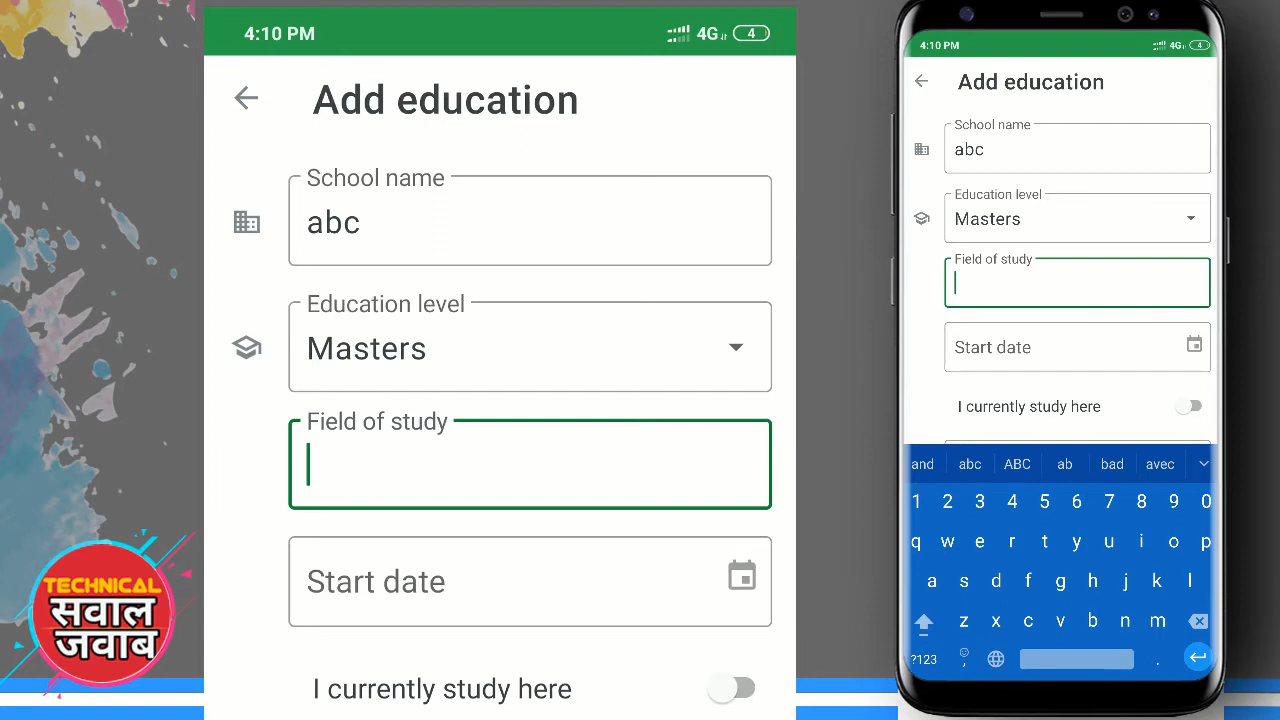 4:10 PM
4G
4
Add education
School name
abc
Education level
Masters
Field of study
Start date
I currently study here
TECHNICAL
सवाल
जवाब
4:10 PM
4G
4
Add education
School name
abc
Education level
Masters
Field of study
Start date
I currently study here
and abc ABC ab bad avec
1 2 3 4 5 6 7 8 9 0
q w e r t y u i o p
a s d f g h j k l
z x c v b n m
?123 , .